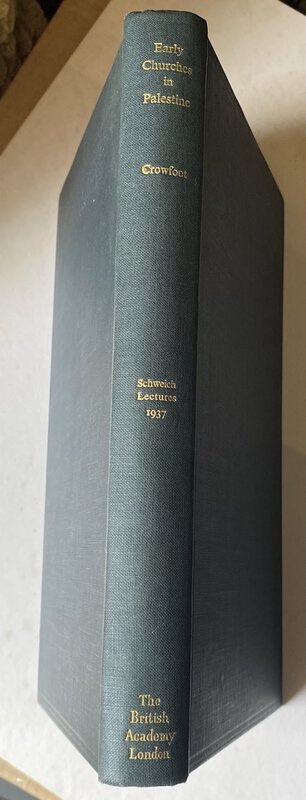 Early
Churches
in
Palestine
Crowfoot
Schweich
Lectures
1937
The
British
Academy
London